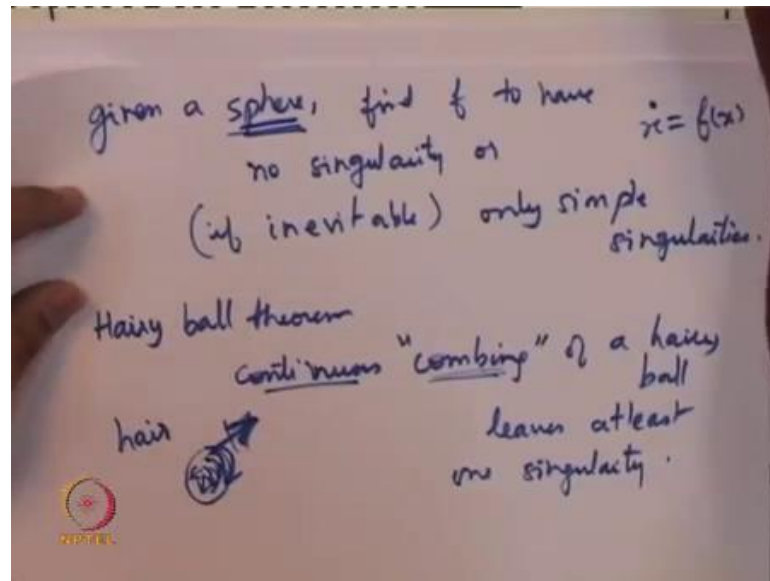 given a sphere, find f to have
ẋ = f(x)
no singularity or
(if inevitable) only simple
singularities.
Hairy ball theorem
continuous "combing" of a hairy
ball
hair
leaves atleast
one singularity.
NPTEL